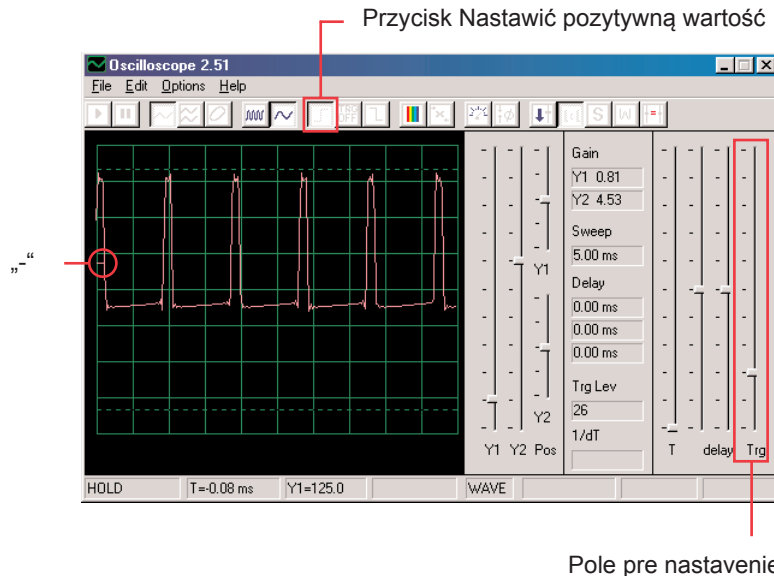 Przycisk Nastawić pozytywną wartość
Oscilloscope 2.51
File Edit Options Help
„-“
Gain
Y1 0.81
Y2 4.53
Sweep
5.00 ms
Delay
0.00 ms
0.00 ms
0.00 ms
Trg Lev
26
1/dT
Y1
Y2
Y1 Y2 Pos
T delay Trg
HOLD T=-0.08 ms Y1=125.0 WAVE
Pole pre nastavenie